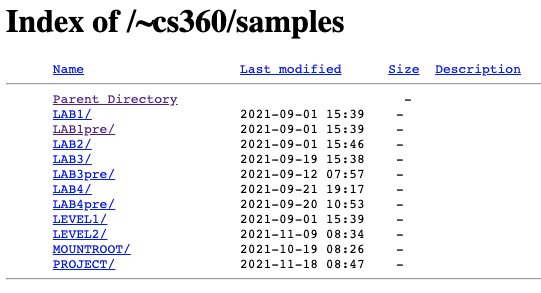 Index of /~cs360/samples
Name Last modified Size Description
Parent Directory -
LAB1/ 2021-09-01 15:39 -
LAB1pre/ 2021-09-01 15:39 -
LAB2/ 2021-09-01 15:46 -
LAB3/ 2021-09-19 15:38 -
LAB3pre/ 2021-09-12 07:57 -
LAB4/ 2021-09-21 19:17 -
LAB4pre/ 2021-09-20 10:53 -
LEVEL1/ 2021-09-01 15:39 -
LEVEL2/ 2021-11-09 08:34 -
MOUNTROOT/ 2021-10-19 08:26 -
PROJECT/ 2021-11-18 08:47 -